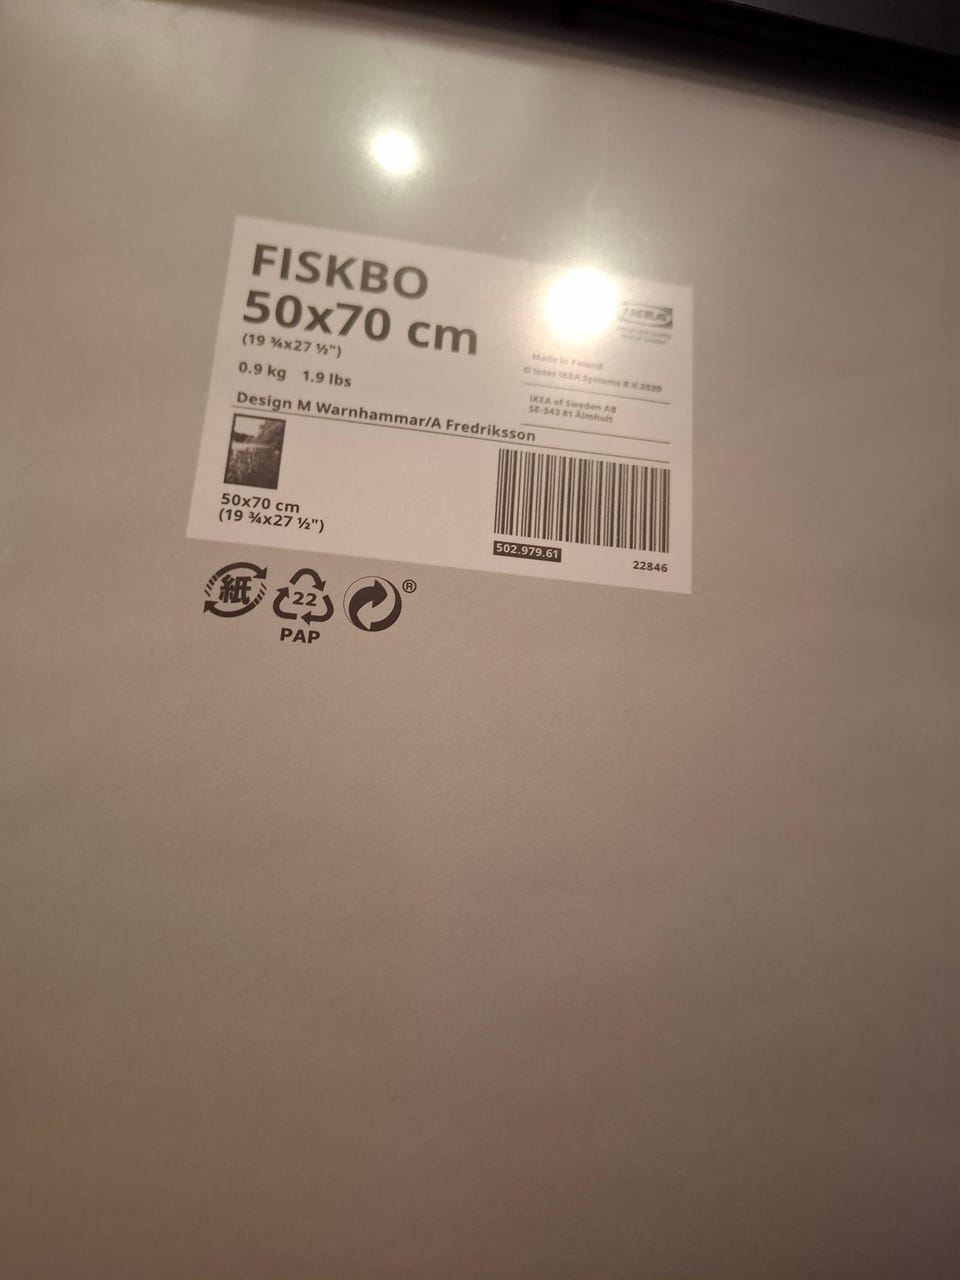 FISKBO
50x70 cm
(19 ¾x27 ½")
0.9 kg 1.9 lbs
Design M Warnhammar/A Fredriksson
IKEA
Made in Poland
© Inter IKEA Systems B.V. 2020
IKEA of Sweden AB
SE-343 81 Älmhult
50x70 cm
(19 ¾x27 ½")
502.979.61
22846
紙
22
PAP
®